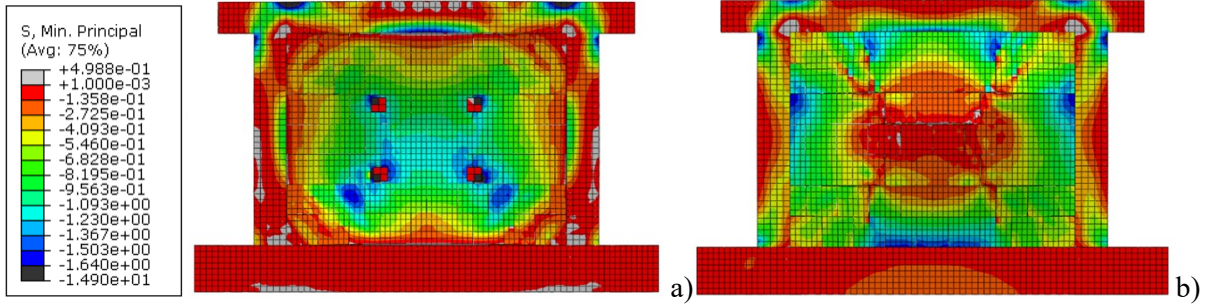 S, Min. Principal
(Avg: 75%)
+4.988e-01
+1.000e-03
-1.358e-01
-2.725e-01
-4.093e-01
-5.460e-01
-6.828e-01
-8.195e-01
-9.563e-01
-1.093e+00
-1.230e+00
-1.367e+00
-1.503e+00
-1.640e+00
-1.490e+01
a)
b)